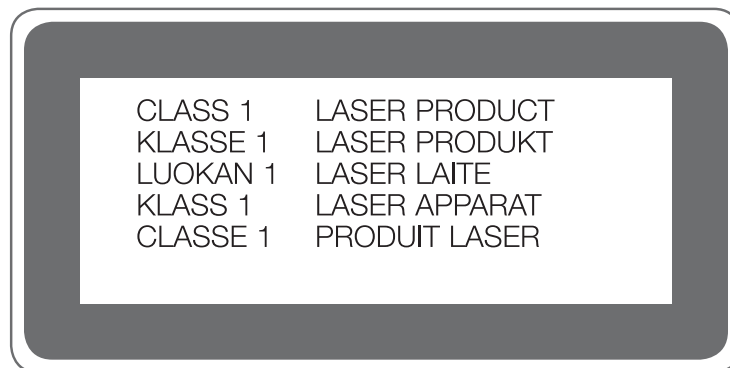 CLASS 1 LASER PRODUCT
KLASSE 1 LASER PRODUKT
LUOKAN 1 LASER LAITE
KLASS 1 LASER APPARAT
CLASSE 1 PRODUIT LASER